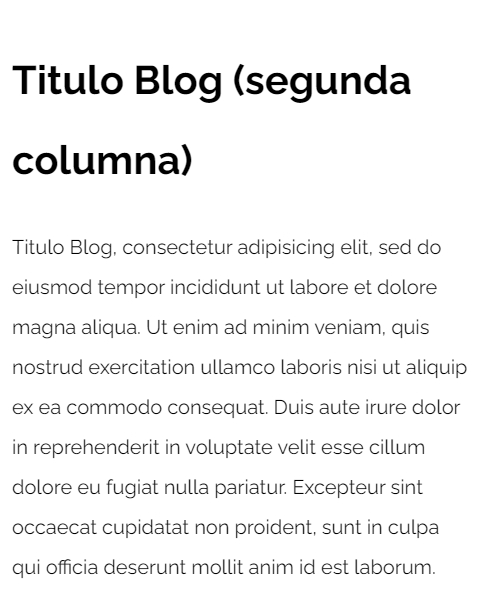 Titulo Blog (segunda
columna)
Titulo Blog, consectetur adipisicing elit, sed do
eiusmod tempor incididunt ut labore et dolore
magna aliqua. Ut enim ad minim veniam, quis
nostrud exercitation ullamco laboris nisi ut aliquip
ex ea commodo consequat. Duis aute irure dolor
in reprehenderit in voluptate velit esse cillum
dolore eu fugiat nulla pariatur. Excepteur sint
occaecat cupidatat non proident, sunt in culpa
qui officia deserunt mollit anim id est laborum.